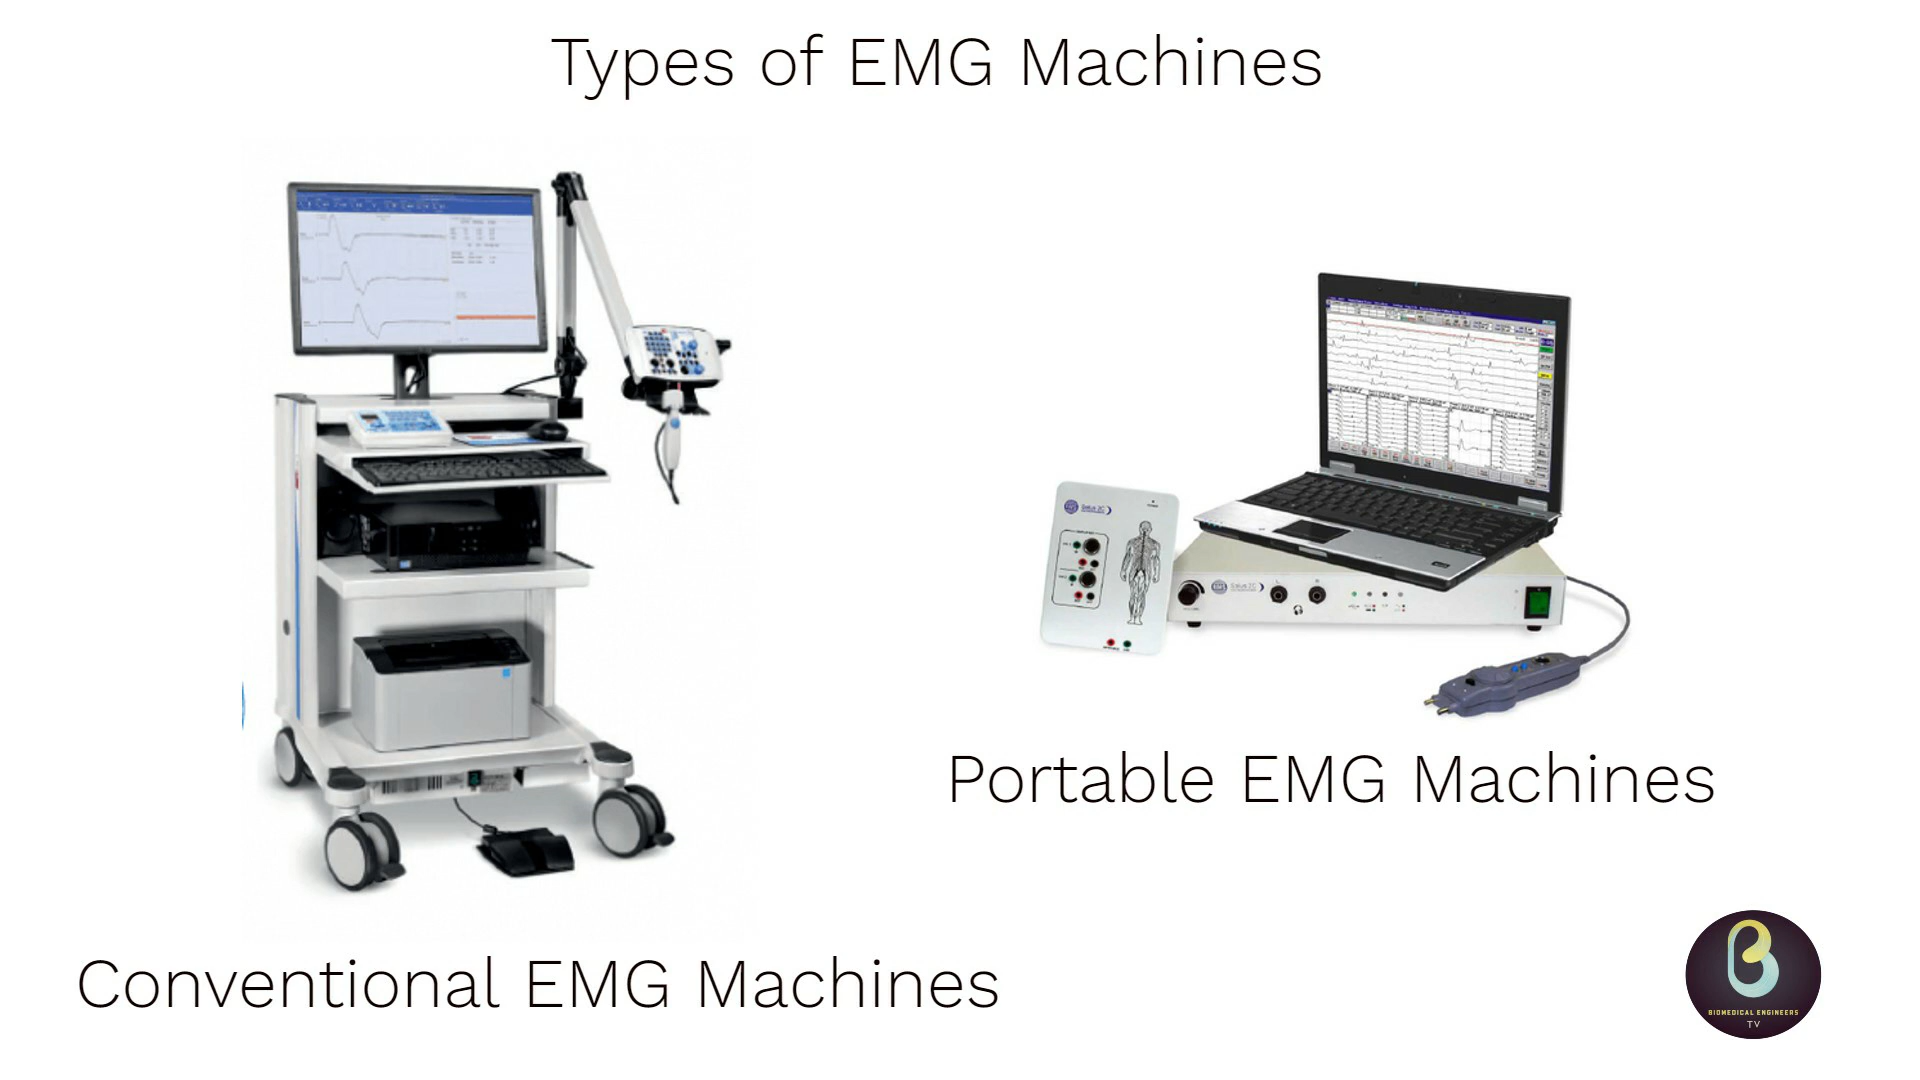 Types of EMG Machines
Portable EMG Machines
Conventional EMG Machines
BIOMEDICAL ENGINEERS
TV